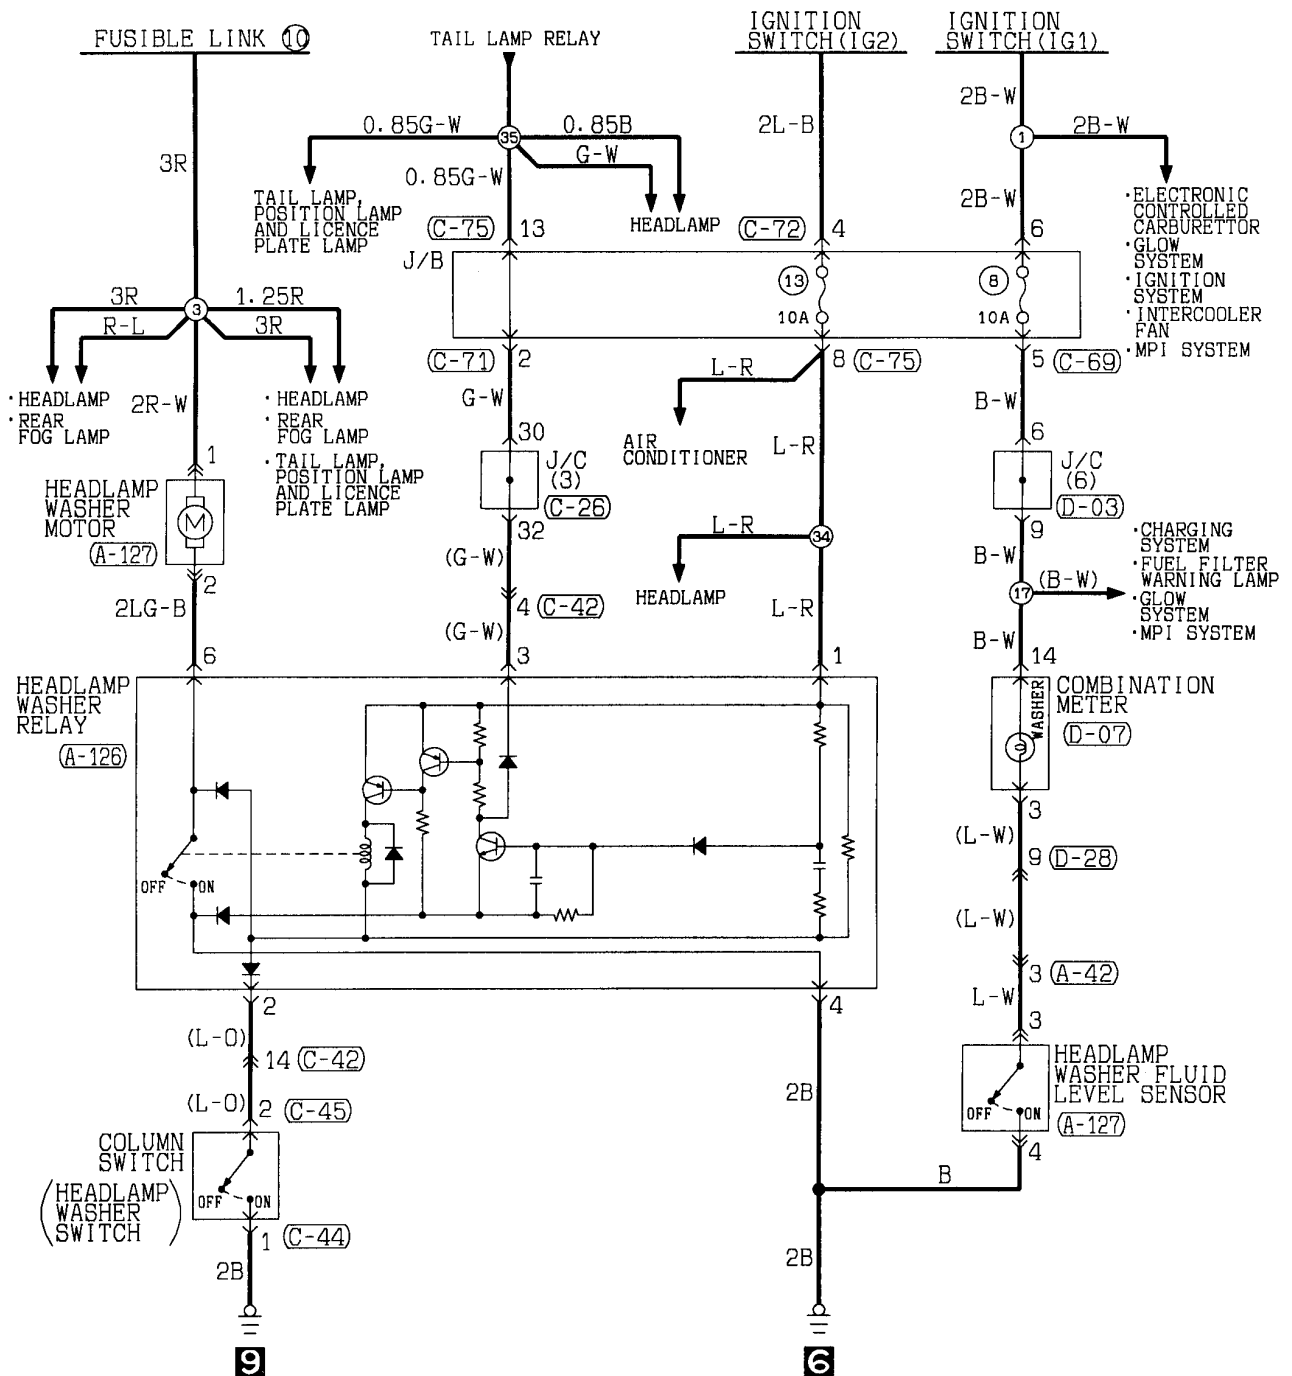 FUSIBLE LINK 10
TAIL LAMP RELAY
IGNITION
SWITCH(IG2)
IGNITION
SWITCH(IG1)
2B-W
0.85G-W
35
0.85B
2L-B
1
2B-W
3R
G-W
0.85G-W
TAIL LAMP,
POSITION LAMP
AND LICENCE
PLATE LAMP
HEADLAMP
2B-W
·ELECTRONIC
CONTROLLED
CARBURETTOR
·GLOW
SYSTEM
·IGNITION
SYSTEM
·INTERCOOLER
FAN
·MPI SYSTEM
C-75
13
C-72
4
6
J/B
13
10A
8
10A
3R
3
1.25R
R-L
3R
C-71
2
8
C-75
5
C-69
L-R
·HEADLAMP
·REAR
FOG LAMP
2R-W
·HEADLAMP
·REAR
FOG LAMP
·TAIL LAMP,
POSITION LAMP
AND LICENCE
PLATE LAMP
G-W
AIR
CONDITIONER
L-R
B-W
1
30
6
HEADLAMP
WASHER
MOTOR
A-127
M
J/C
(3)
C-26
J/C
(6)
D-03
32
L-R
34
9
·CHARGING
SYSTEM
·FUEL FILTER
WARNING LAMP
·GLOW
SYSTEM
·MPI SYSTEM
(G-W)
B-W
2
HEADLAMP
17
(B-W)
2LG-B
4
C-42
L-R
(G-W)
B-W
6
3
1
14
HEADLAMP
WASHER
RELAY
A-126
WASHER
COMBINATION
METER
D-07
3
(L-W)
9
D-28
OFF
ON
(L-W)
3
A-42
2
4
L-W
3
(L-O)
14
C-42
HEADLAMP
WASHER FLUID
LEVEL SENSOR
A-127
OFF
ON
(L-O)
2
C-45
2B
4
COLUMN
SWITCH
(HEADLAMP
WASHER
SWITCH)
OFF
ON
B
1
C-44
2B
2B
9
6